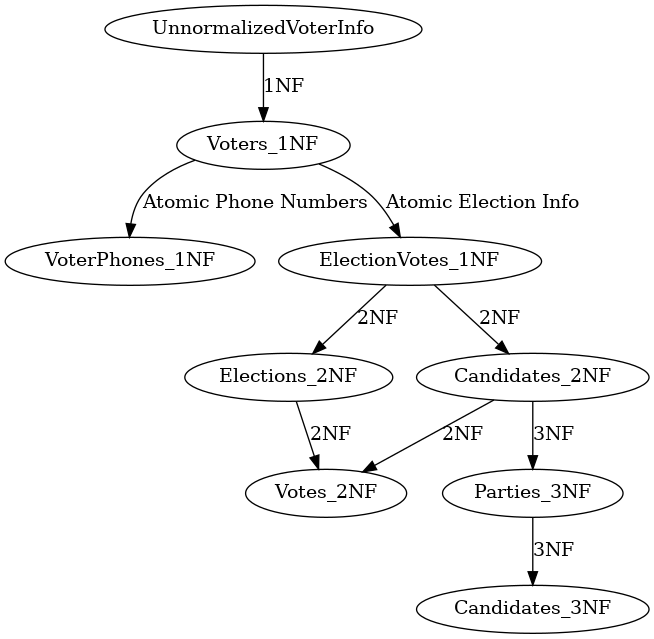 UnnormalizedVoterInfo
1NF
Voters_1NF
Atomic Phone Numbers
Atomic Election Info
VoterPhones_1NF
ElectionVotes_1NF
2NF
2NF
Elections_2NF
Candidates_2NF
2NF
2NF
3NF
Votes_2NF
Parties_3NF
3NF
Candidates_3NF